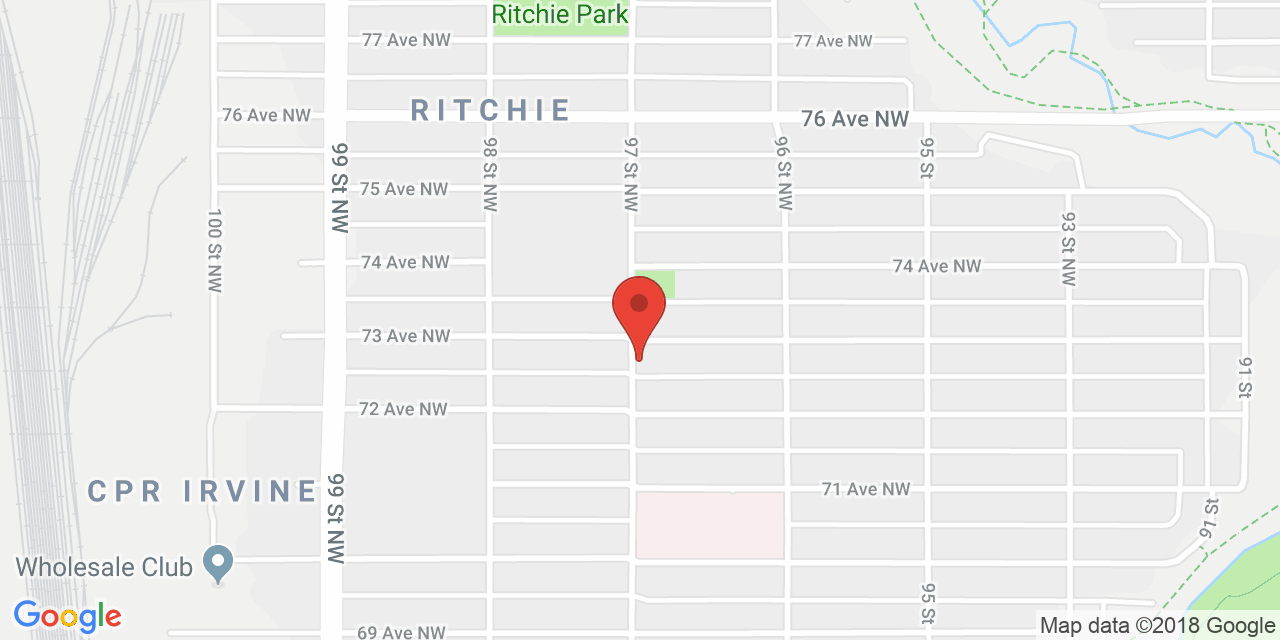 Ritchie Park
77 Ave NW
77 Ave NW
RITCHIE
76 Ave NW
76 Ave NW
99 St NW
98 St NW
97 St NW
96 St NW
95 St
75 Ave NW
100 St NW
93 St NW
74 Ave NW
74 Ave NW
73 Ave NW
91 St
72 Ave NW
CPR IRVINE
99 St NW
71 Ave NW
91 St
Wholesale Club
95 St
Google
69 Ave NW
Map data ©2018 Google